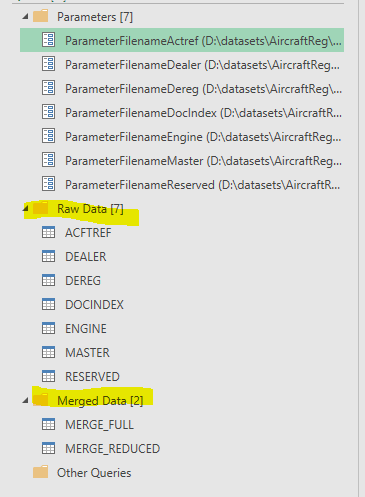 Parameters [7]
ParameterFilenameActref (D:\datasets\AircraftReg\...
ParameterFilenameDealer (D:\datasets\AircraftReg...
ParameterFilenameDereg (D:\datasets\AircraftReg\...
ParameterFilenameDocIndex (D:\datasets\AircraftReg...
ParameterFilenameEngine (D:\datasets\AircraftReg...
ParameterFilenameMaster (D:\datasets\AircraftReg...
ParameterFilenameReserved (D:\datasets\AircraftR...
Raw Data [7]
ACFTREF
DEALER
DEREG
DOCINDEX
ENGINE
MASTER
RESERVED
Merged Data [2]
MERGE_FULL
MERGE_REDUCED
Other Queries